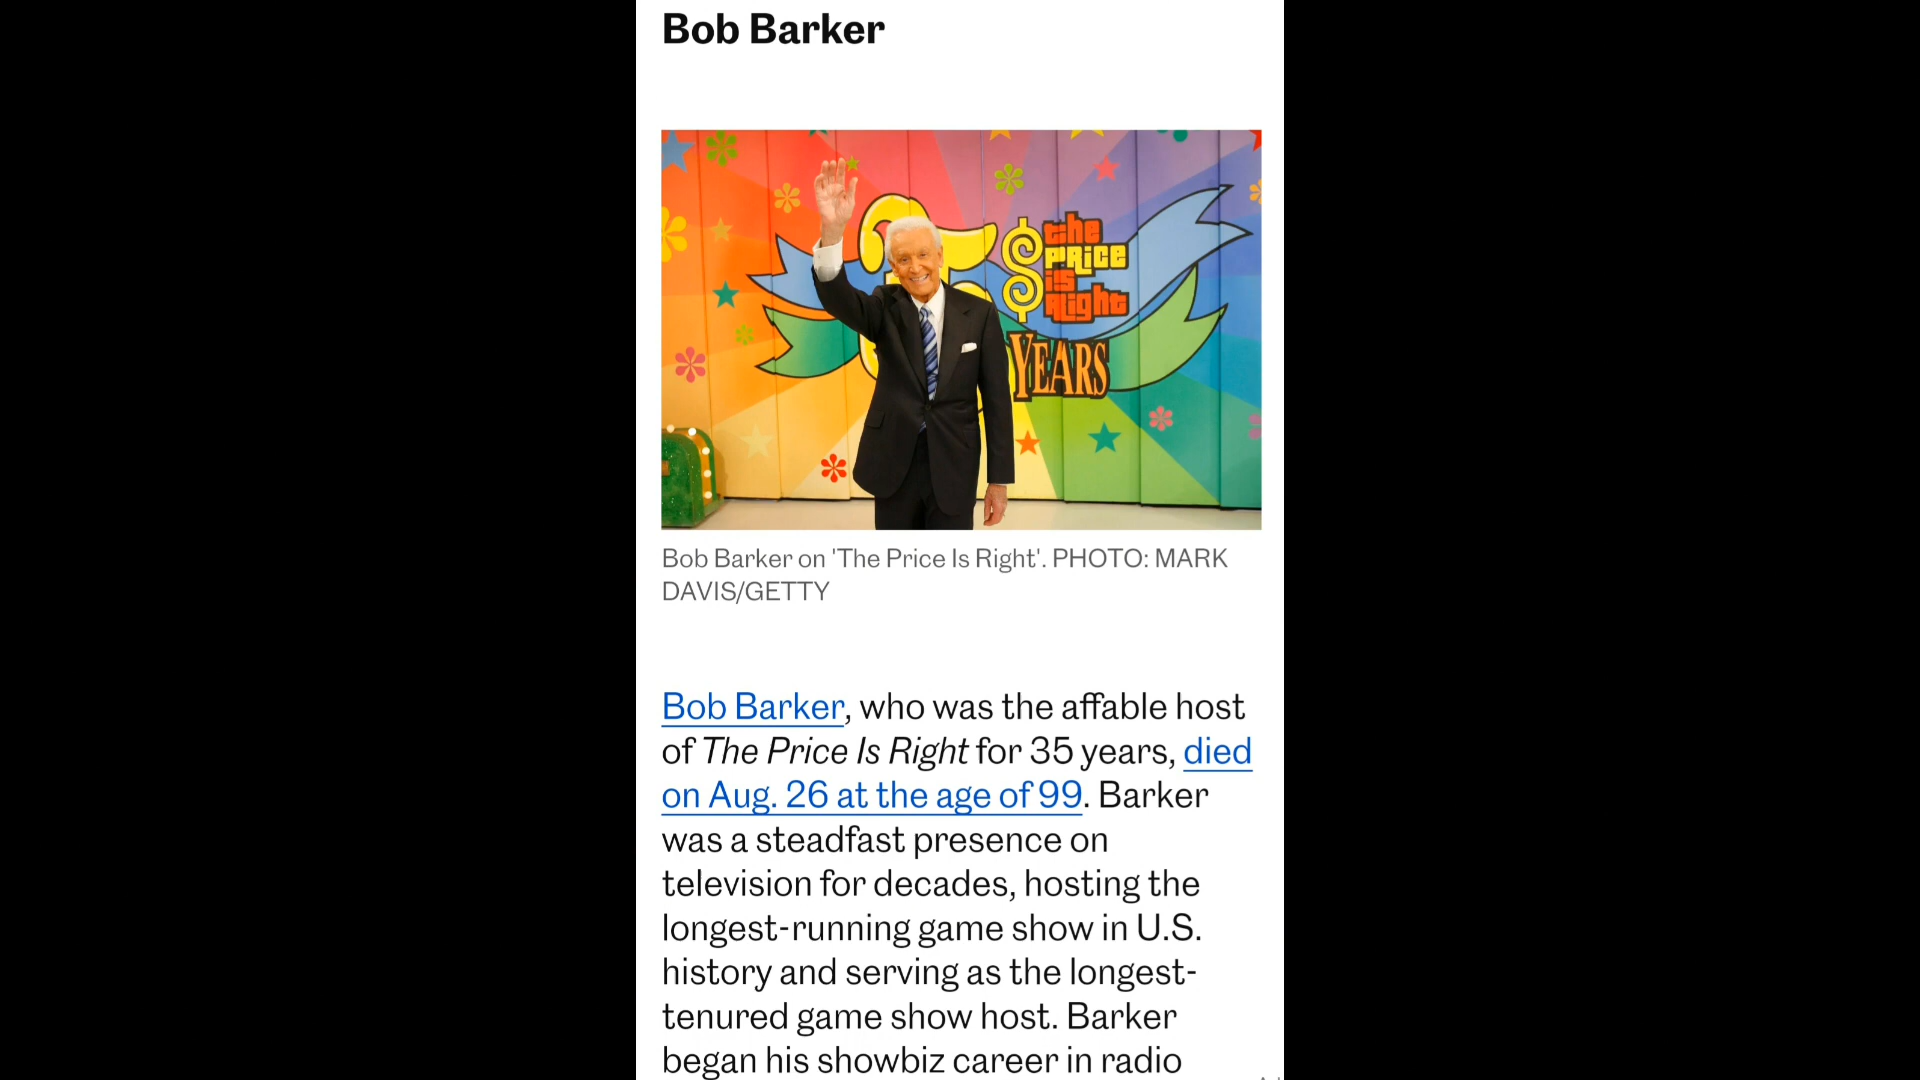 Bob Barker
the
PRice
is
Right
YEARS
Bob Barker on 'The Price Is Right'. PHOTO: MARK
DAVIS/GETTY
Bob Barker, who was the affable host
of The Price Is Right for 35 years, died
on Aug. 26 at the age of 99. Barker
was a steadfast presence on
television for decades, hosting the
longest-running game show in U.S.
history and serving as the longest-
tenured game show host. Barker
began his showbiz career in radio